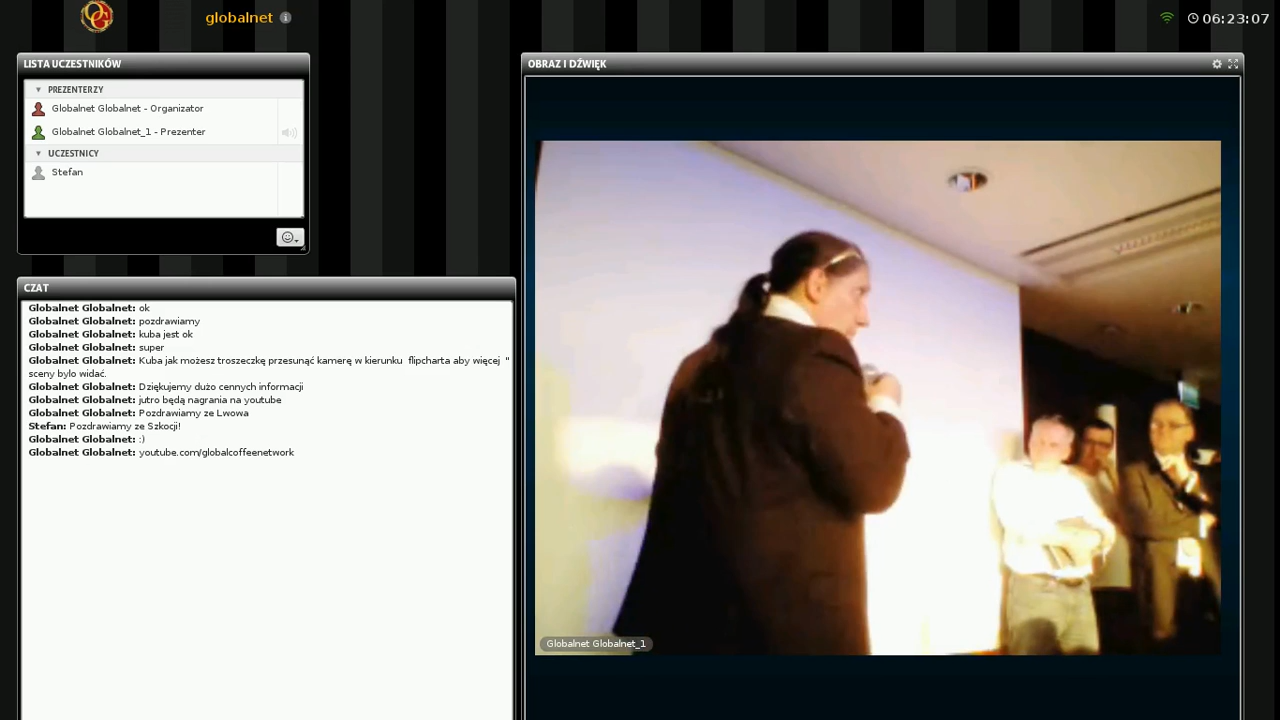 OG
globalnet
06:23:07
LISTA UCZESTNIKÓW
PREZENTERZY
Globalnet Globalnet - Organizator
Globalnet Globalnet_1 - Prezenter
UCZESTNICY
Stefan
CZAT
Globalnet Globalnet: ok
Globalnet Globalnet: pozdrawiamy
Globalnet Globalnet: kuba jest ok
Globalnet Globalnet: super
Globalnet Globalnet: Kuba jak możesz troszeczkę przesunąć kamerę w kierunku flipcharta aby więcej "
sceny bylo widać.
Globalnet Globalnet: Dziękujemy dużo cennych informacji
Globalnet Globalnet: jutro będą nagrania na youtube
Globalnet Globalnet: Pozdrawiamy ze Lwowa
Stefan: Pozdrawiamy ze Szkocji!
Globalnet Globalnet: :)
Globalnet Globalnet: youtube.com/globalcoffeenetwork
OBRAZ I DŹWIĘK
Globalnet Globalnet_1